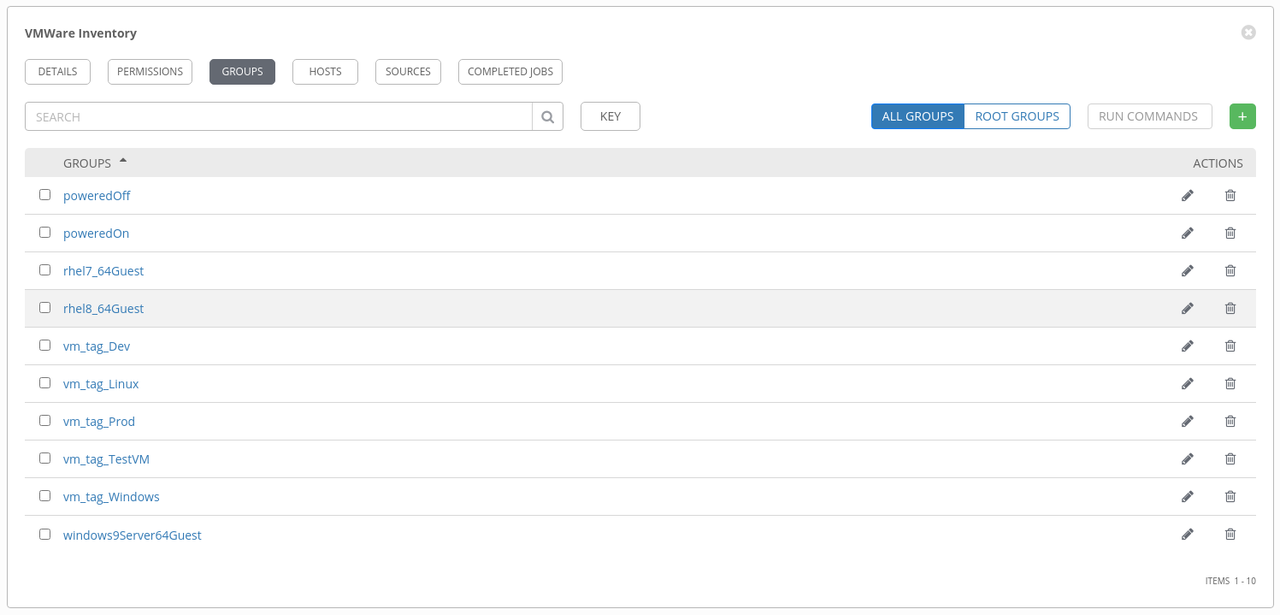 VMWare Inventory
DETAILS PERMISSIONS GROUPS HOSTS SOURCES COMPLETED JOBS
SEARCH KEY ALL GROUPS ROOT GROUPS RUN COMMANDS +
GROUPS ACTIONS
poweredOff
poweredOn
rhel7_64Guest
rhel8_64Guest
vm_tag_Dev
vm_tag_Linux
vm_tag_Prod
vm_tag_TestVM
vm_tag_Windows
windows9Server64Guest
ITEMS 1 - 10